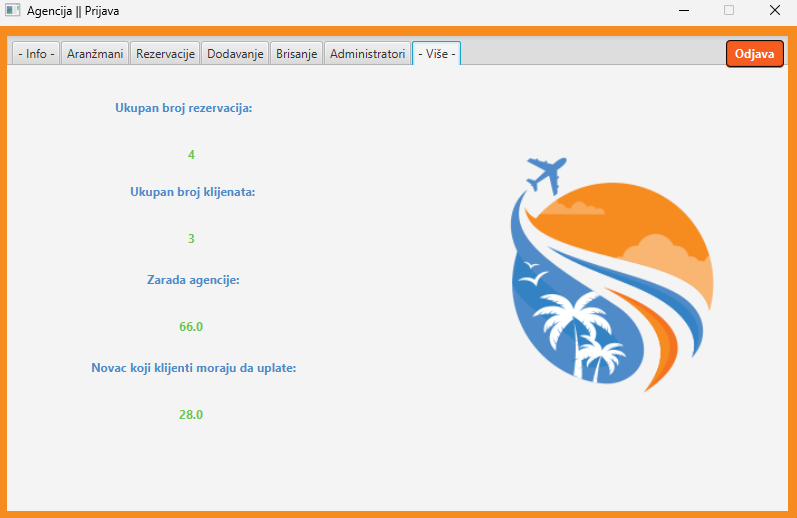 Agencija || Prijava
- Info -
Aranžmani
Rezervacije
Dodavanje
Brisanje
Administratori
- Više -
Odjava
Ukupan broj rezervacija:
4
Ukupan broj klijenata:
3
Zarada agencije:
66.0
Novac koji klijenti moraju da uplate:
28.0